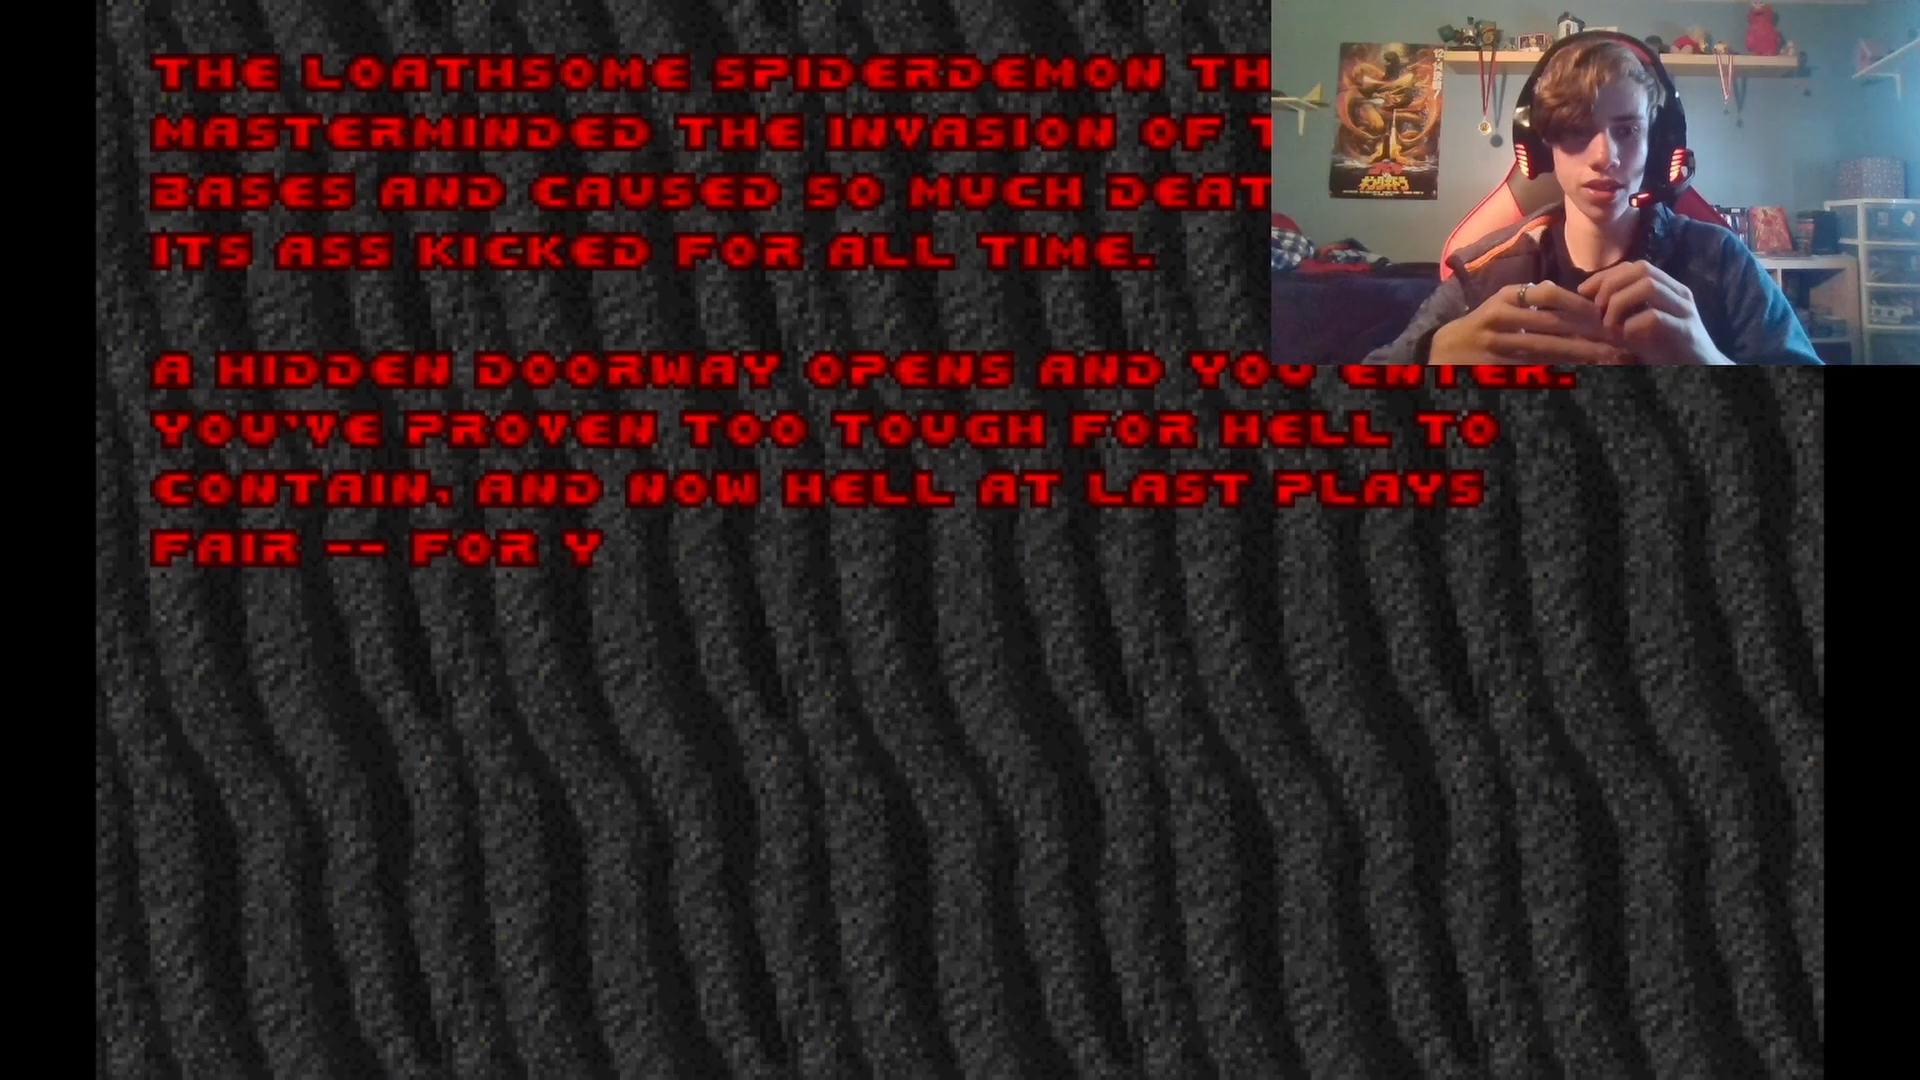 THE LOATHSOME SPIDERDEMON TH
MASTERMINDED THE INVASION OF T
BASES AND CAUSED SO MUCH DEAT
ITS ASS KICKED FOR ALL TIME.
A HIDDEN DOORWAY OPENS AND YOU ENTER.
YOU'VE PROVEN TOO TOUGH FOR HELL TO
CONTAIN, AND NOW HELL AT LAST PLAYS
FAIR -- FOR Y